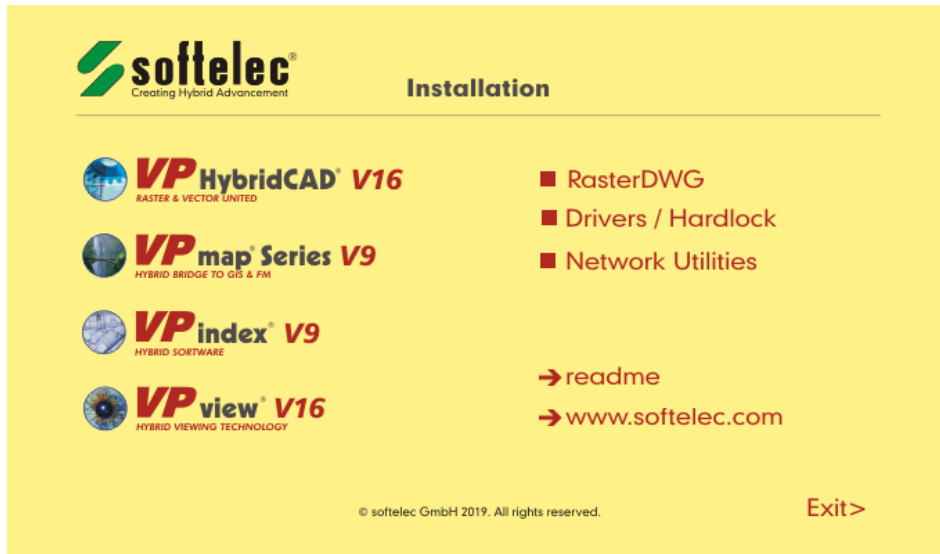 softelec®
Creating Hybrid Advancement
Installation
VP HybridCAD® V16
RASTER & VECTOR UNITED
VP map® Series V9
HYBRID BRIDGE TO GIS & FM
VP index® V9
HYBRID SORTWARE
VP view® V16
HYBRID VIEWING TECHNOLOGY
RasterDWG
Drivers / Hardlock
Network Utilities
readme
www.softelec.com
© softelec GmbH 2019. All rights reserved.
Exit>